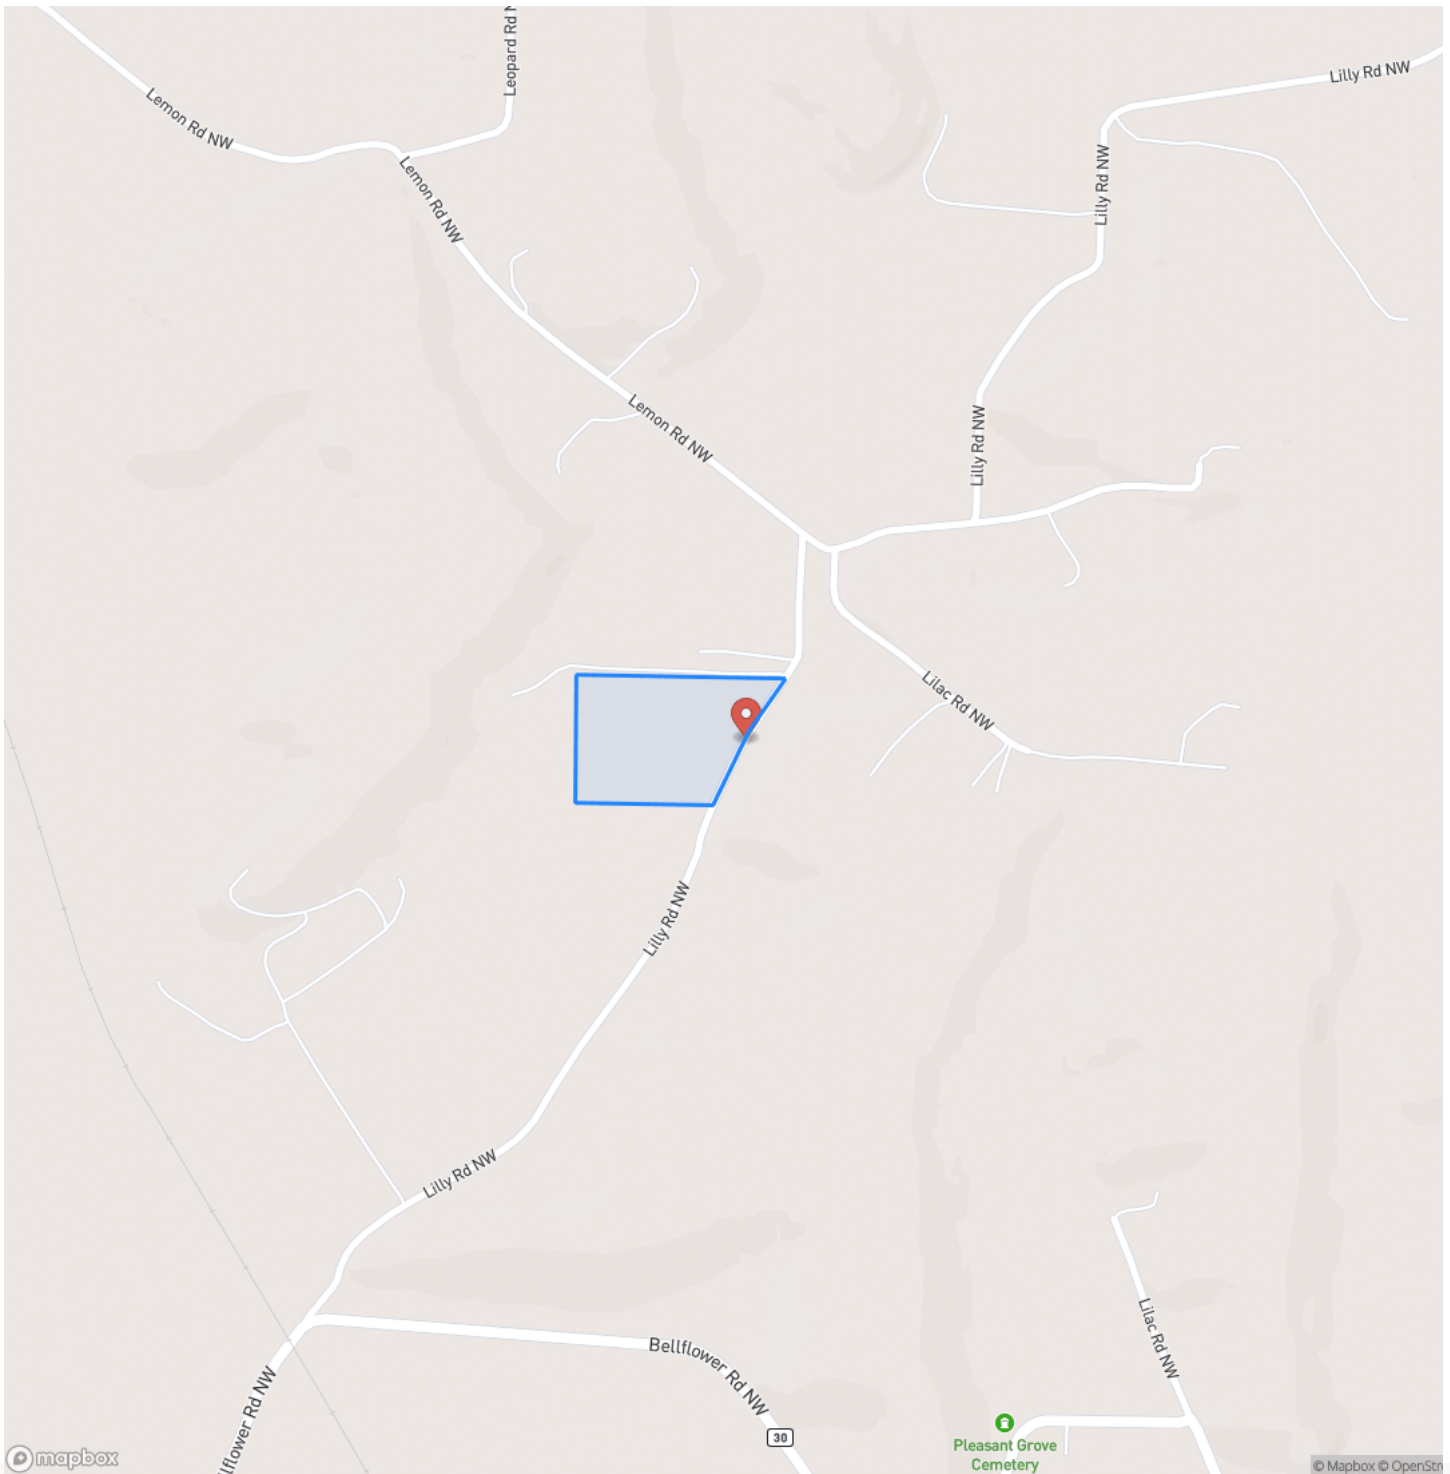 Leopard Rd N
Lilly Rd NW
Lemon Rd NW
Lilly Rd NW
Lemon Rd NW
Lemon Rd NW
Lilly Rd NW
Lilac Rd NW
Lilly Rd NW
Lilly Rd NW
Lilac Rd NW
Bellflower Rd NW
llflower Rd NW
30
Pleasant Grove
Cemetery
mapbox
© Mapbox © OpenStre